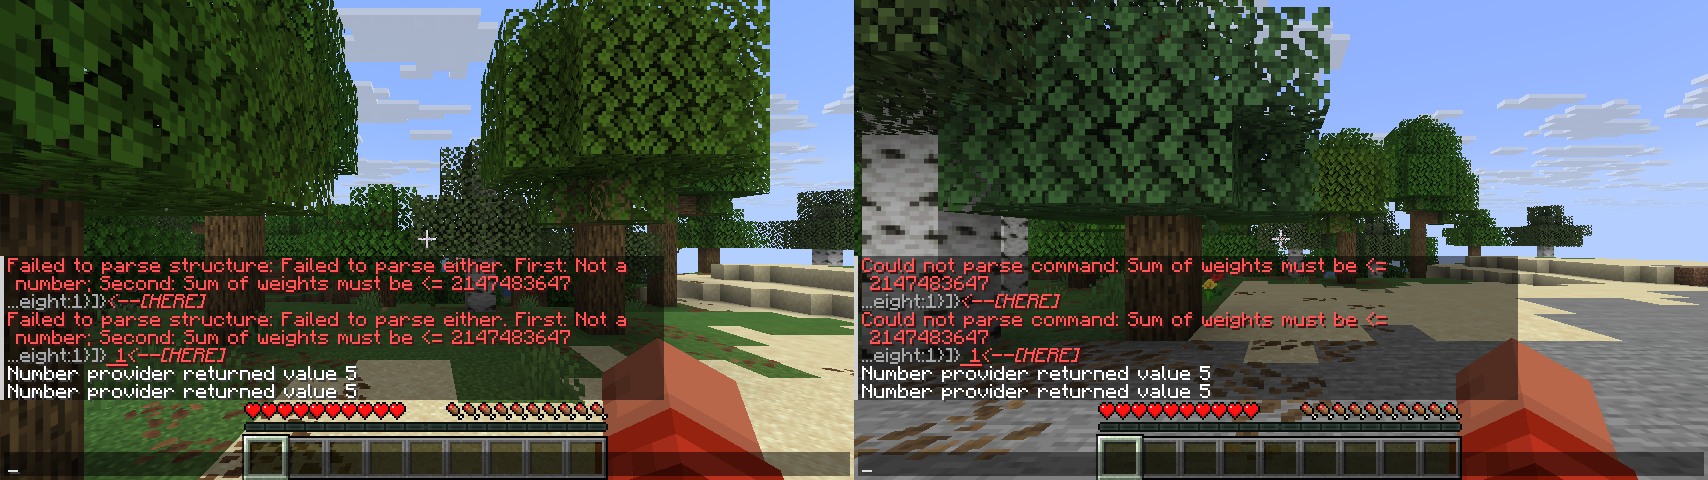 Failed to parse structure: Failed to parse either. First: Not a
number; Second: Sum of weights must be <= 2147483647
...eight:1}]}<--[HERE]
Failed to parse structure: Failed to parse either. First: Not a
number; Second: Sum of weights must be <= 2147483647
...eight:1}]} 1<--[HERE]
Number provider returned value 5
Number provider returned value 5
_
Could not parse command: Sum of weights must be <=
2147483647
...eight:1}]}<--[HERE]
Could not parse command: Sum of weights must be <=
2147483647
...eight:1}]} 1<--[HERE]
Number provider returned value 5
Number provider returned value 5
_